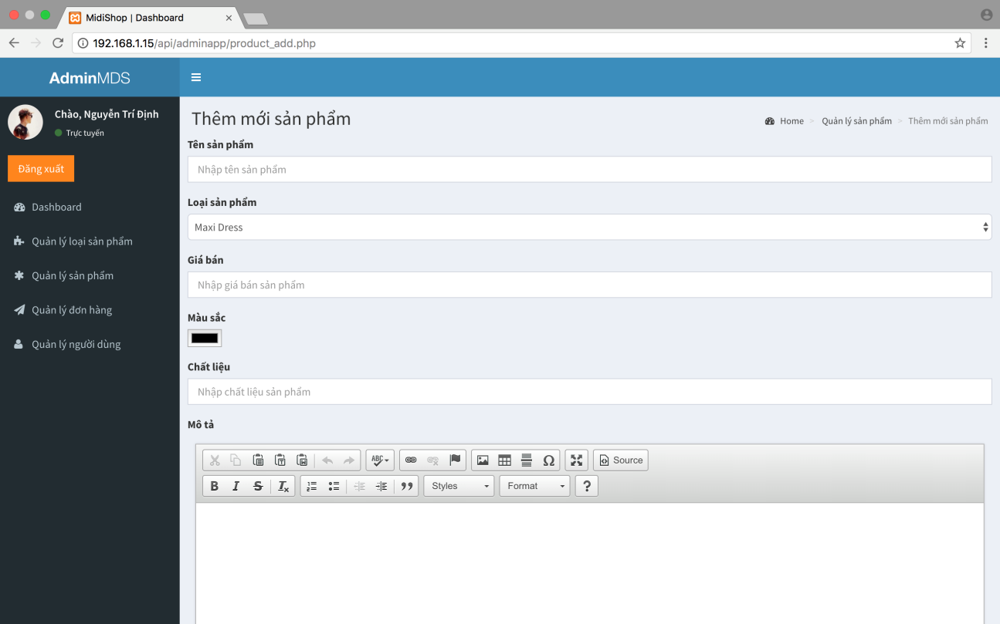 MidiShop | Dashboard
192.168.1.15/api/adminapp/product_add.php
AdminMDS
Chào, Nguyễn Trí Định
Trực tuyến
Đăng xuất
Dashboard
Quản lý loại sản phẩm
Quản lý sản phẩm
Quản lý đơn hàng
Quản lý người dùng
Thêm mới sản phẩm
Home > Quản lý sản phẩm > Thêm mới sản phẩm
Tên sản phẩm
Nhập tên sản phẩm
Loại sản phẩm
Maxi Dress
Giá bán
Nhập giá bán sản phẩm
Màu sắc
Chất liệu
Nhập chất liệu sản phẩm
Mô tả
ABC Ω Source
B I S Ix Styles Format ?